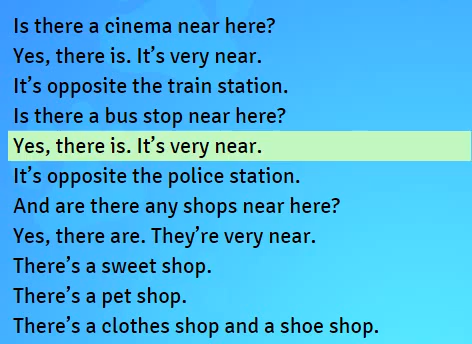 Is there a cinema near here?
Yes, there is. It’s very near.
It’s opposite the train station.
Is there a bus stop near here?
Yes, there is. It’s very near.
It’s opposite the police station.
And are there any shops near here?
Yes, there are. They’re very near.
There’s a sweet shop.
There’s a pet shop.
There’s a clothes shop and a shoe shop.